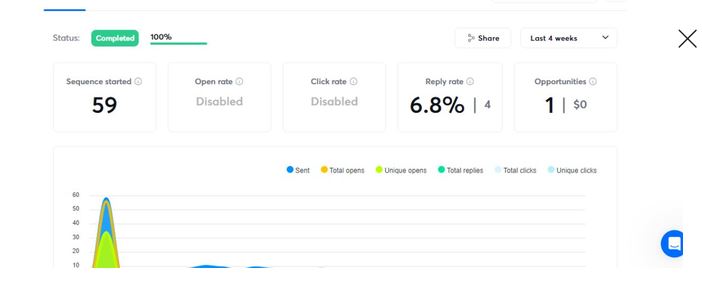 Status: Completed 100% Share Last 4 weeks
Sequence started Open rate Click rate Reply rate Opportunities
59 Disabled Disabled 6.8% | 4 1 | $0
Sent Total opens Unique opens Total replies Total clicks Unique clicks
60
50
40
30
20
10